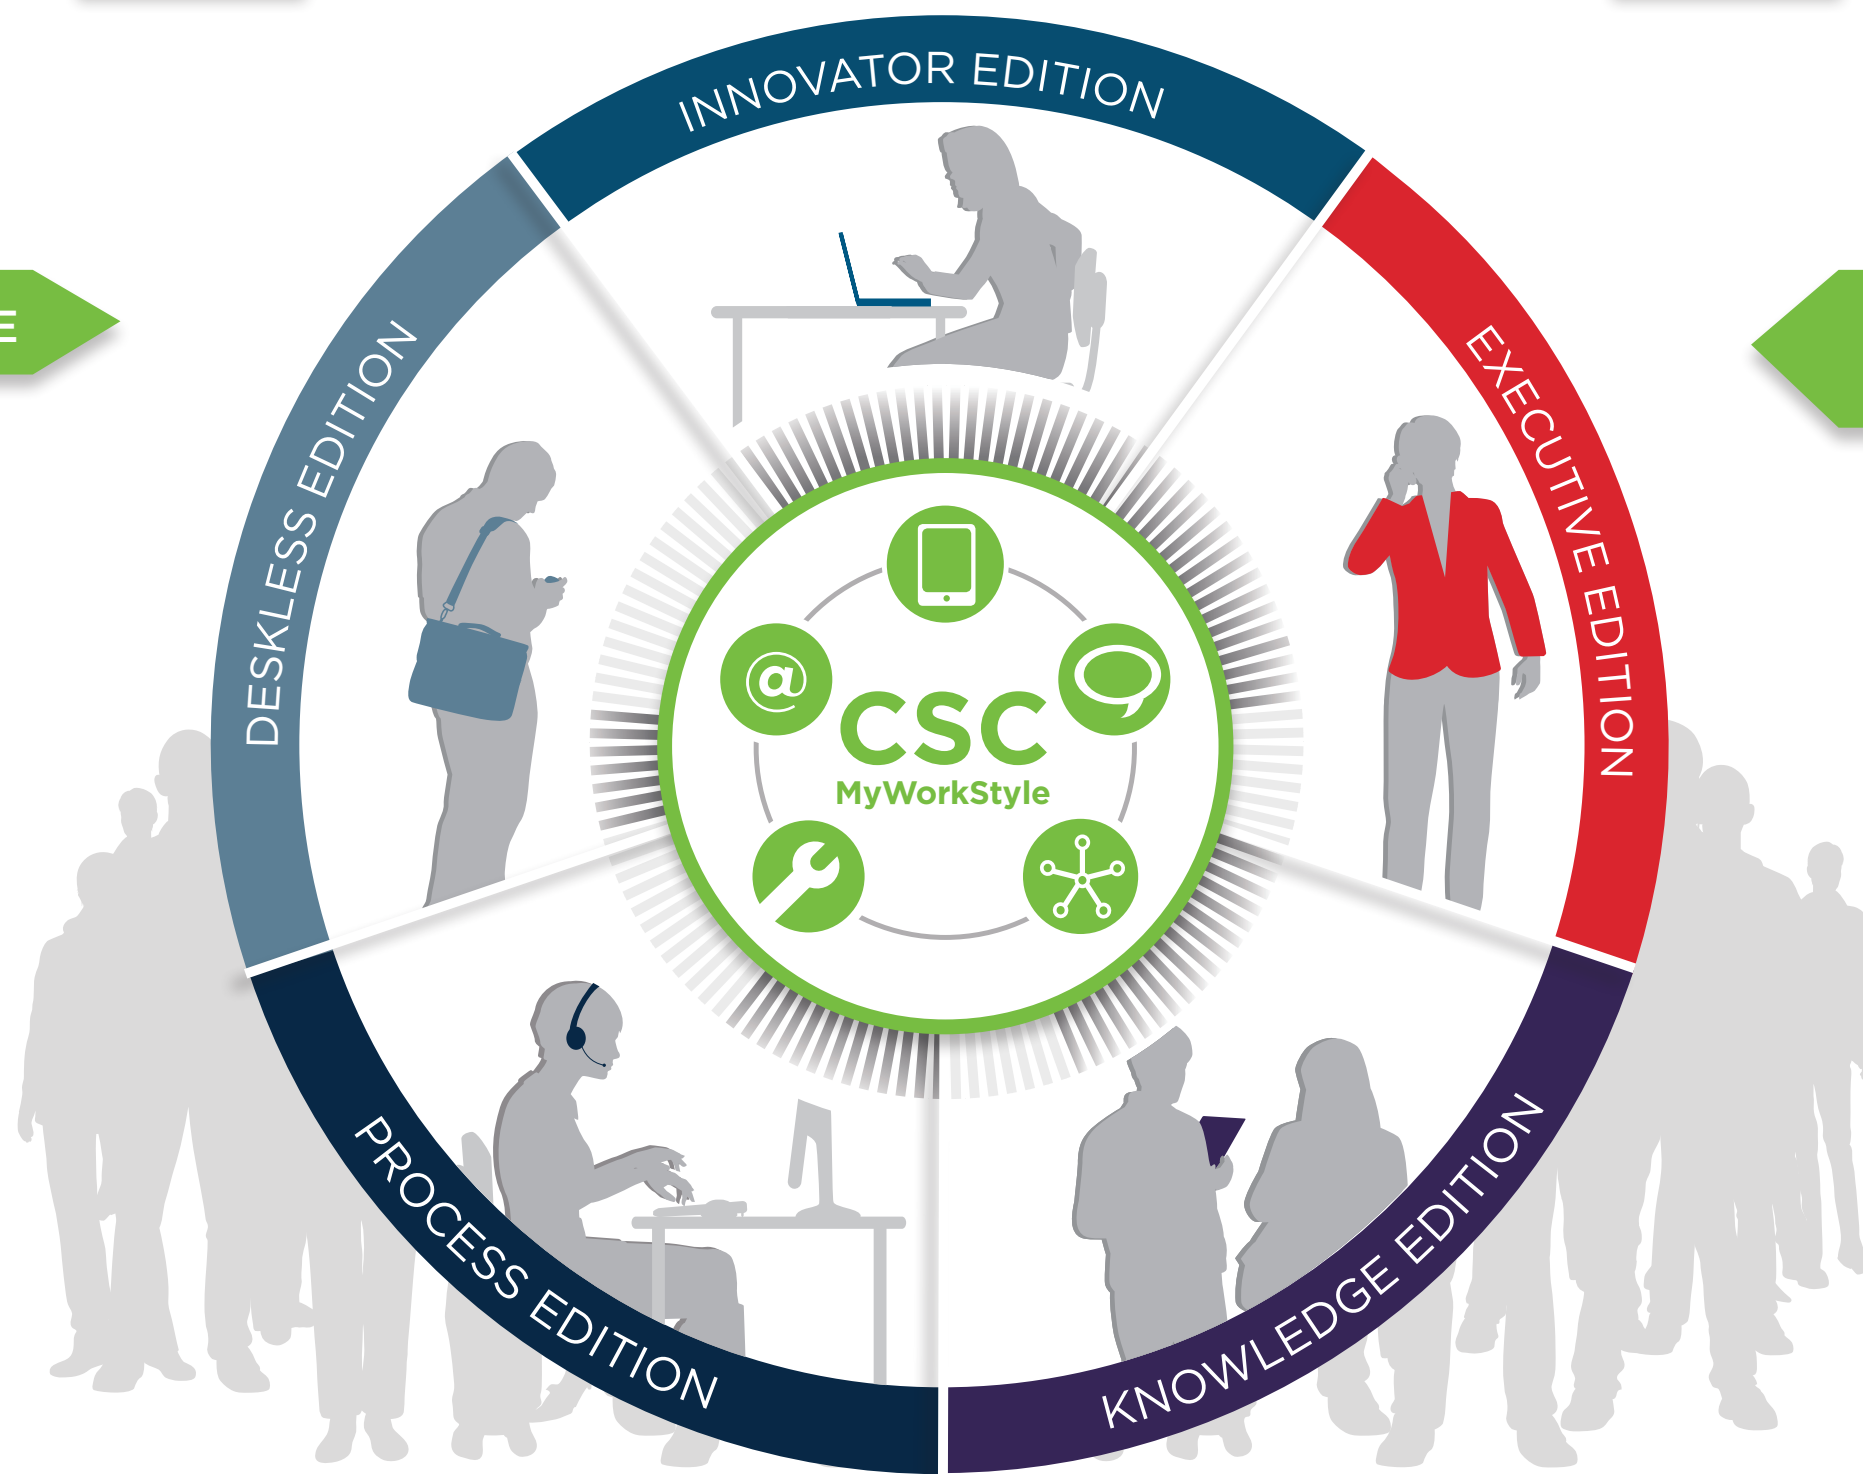 INNOVATOR EDITION
EXECUTIVE EDITION
DESKLESS EDITION
E
@
CSC
MyWorkStyle
PROCESS EDITION
KNOWLEDGE EDITION